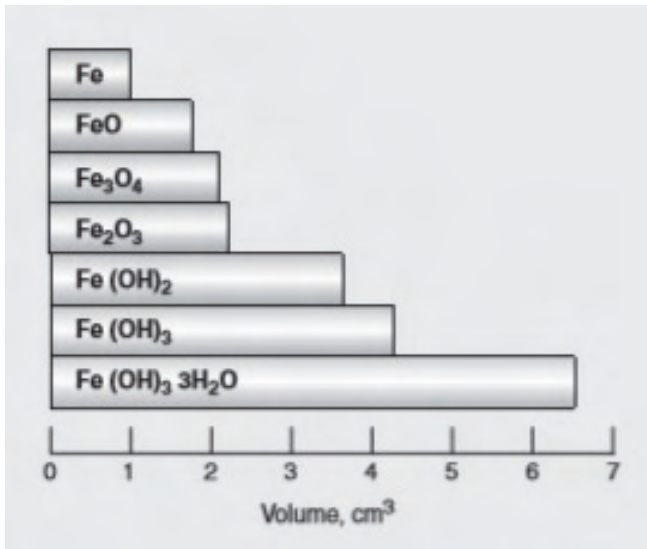 Fe
FeO
Fe₃O₄
Fe₂O₃
Fe (OH)₂
Fe (OH)₃
Fe (OH)₃ 3H₂O
0 1 2 3 4 5 6 7
Volume, cm³